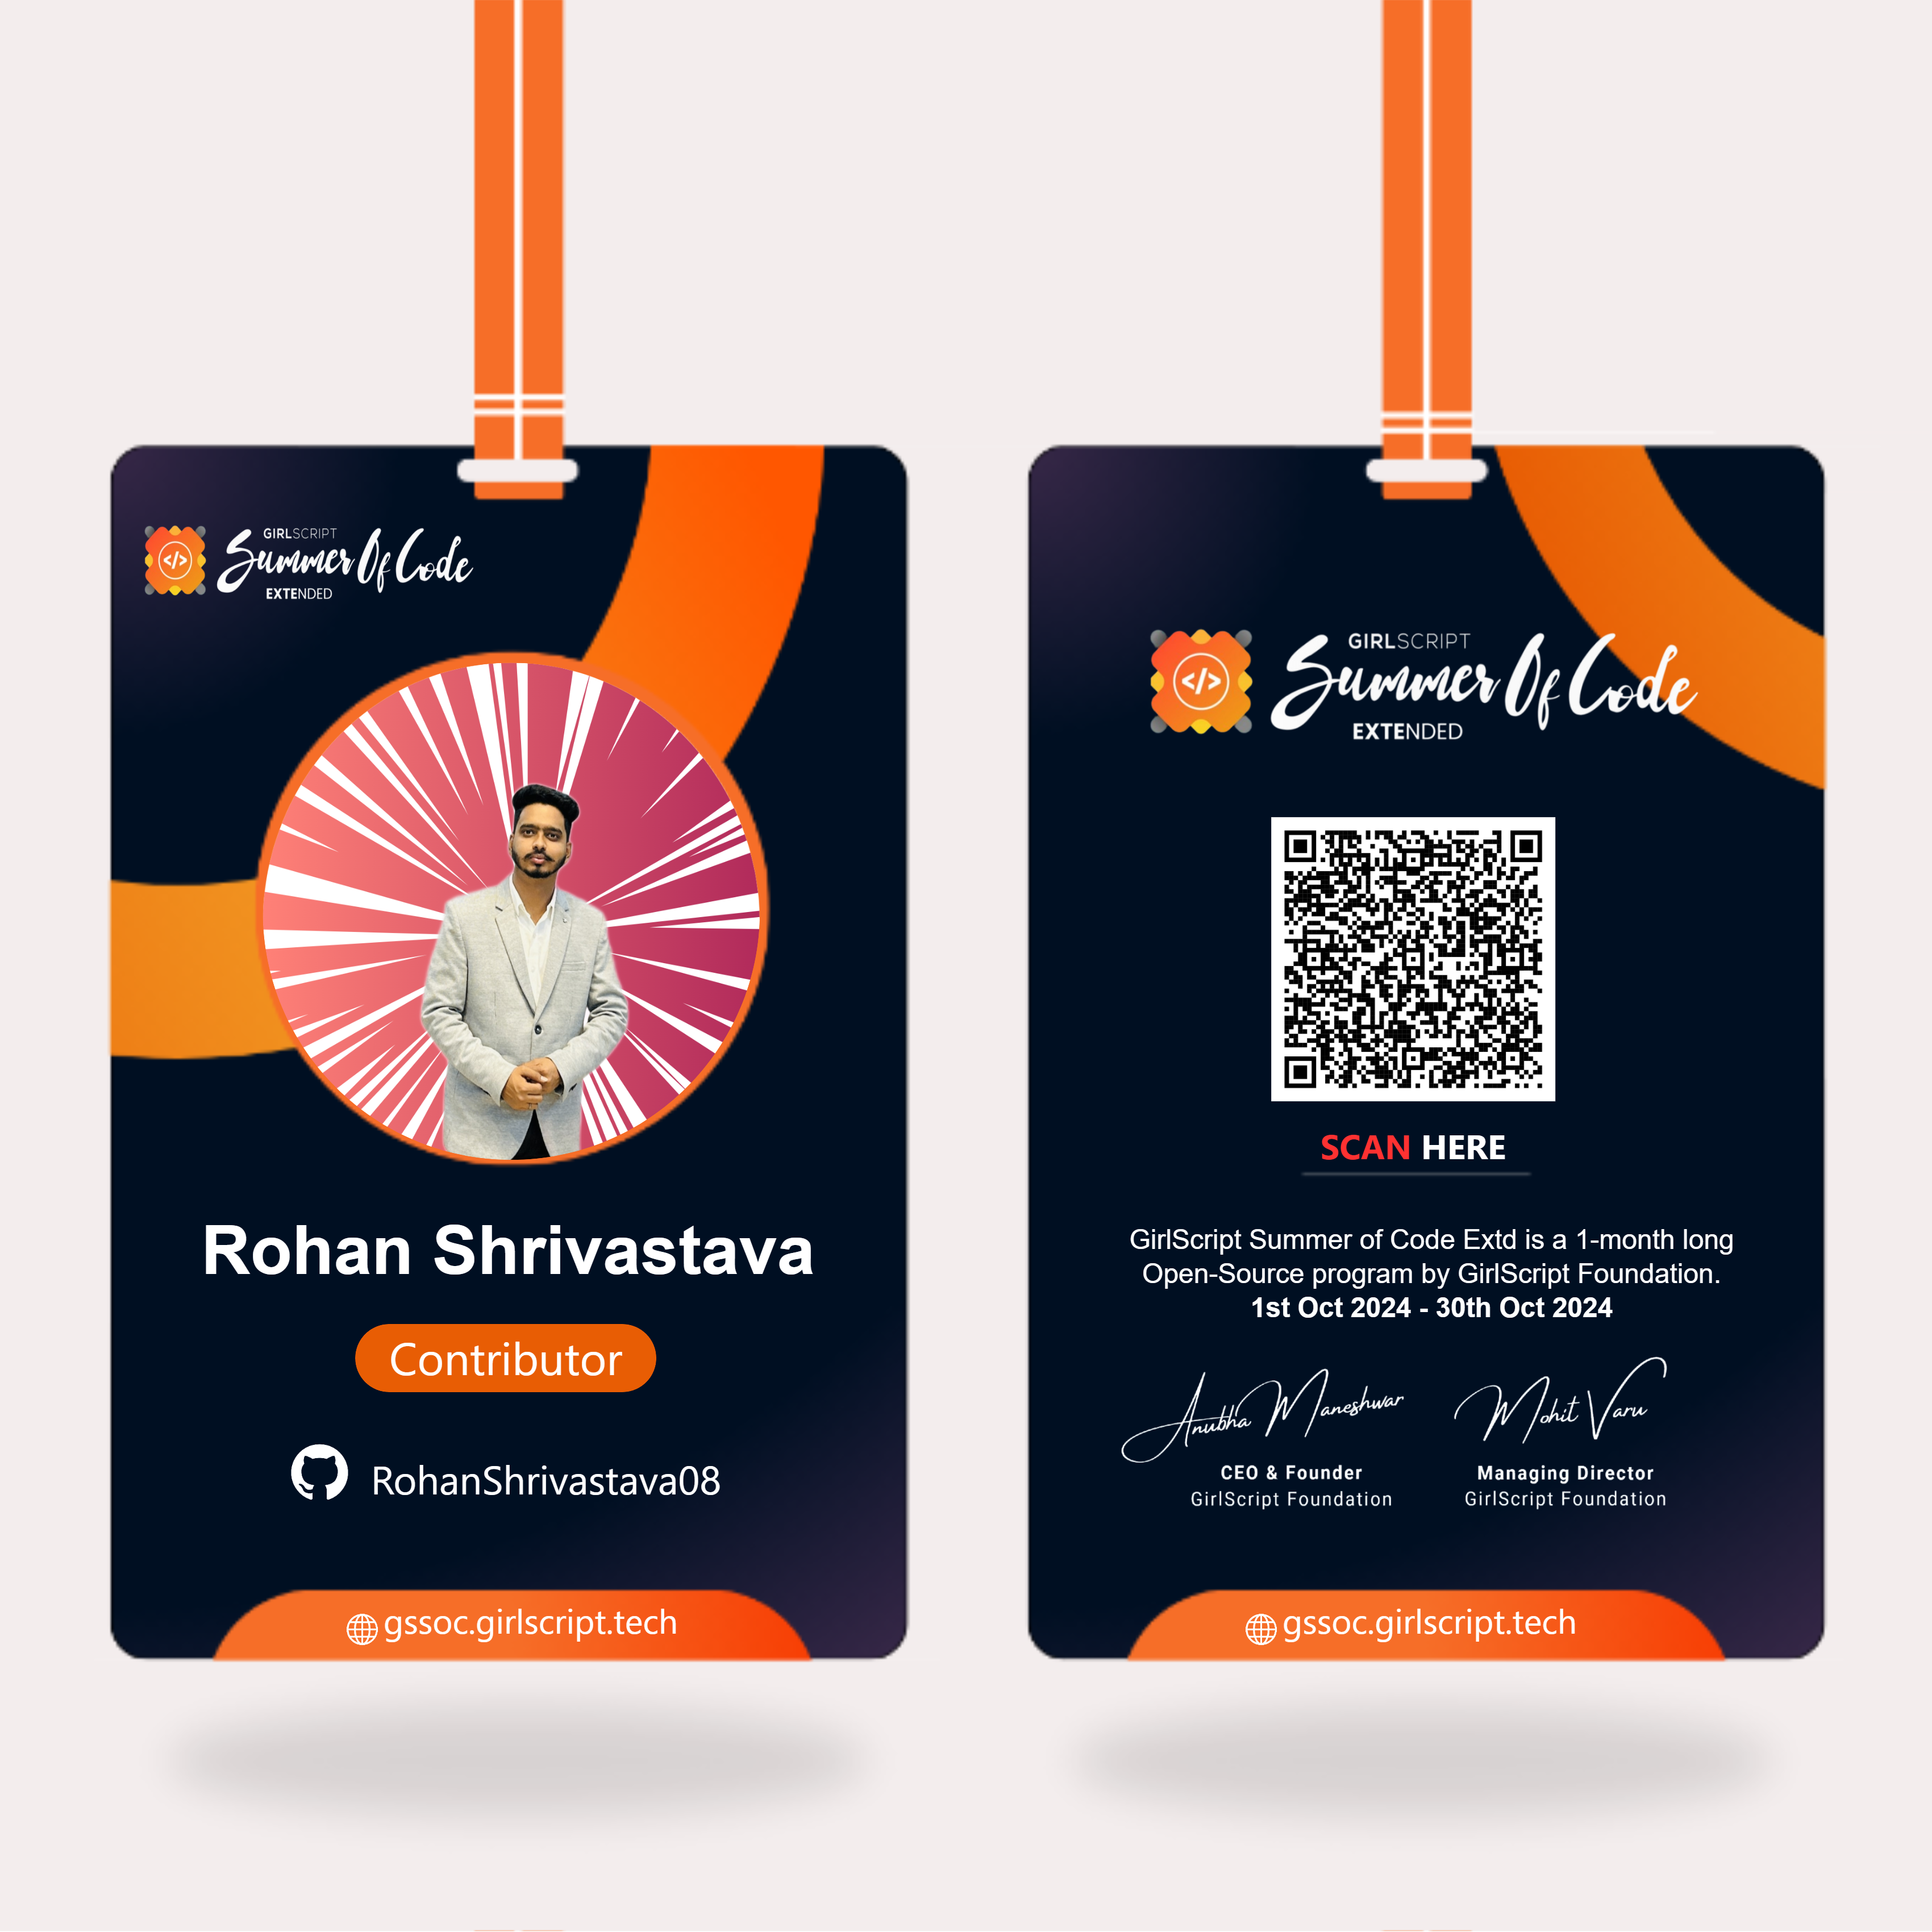 GIRLSCRIPT
Summer Of Code
EXTENDED
Rohan Shrivastava
Contributor
RohanShrivastava08
gssoc.girlscript.tech
GIRLSCRIPT
</>
Summer Of Code
EXTENDED
SCAN HERE
GirlScript Summer of Code Extd is a 1-month long
Open-Source program by GirlScript Foundation.
1st Oct 2024 - 30th Oct 2024
Anubha Maneshwar
CEO & Founder
GirlScript Foundation
Mohit Varu
Managing Director
GirlScript Foundation
gssoc.girlscript.tech